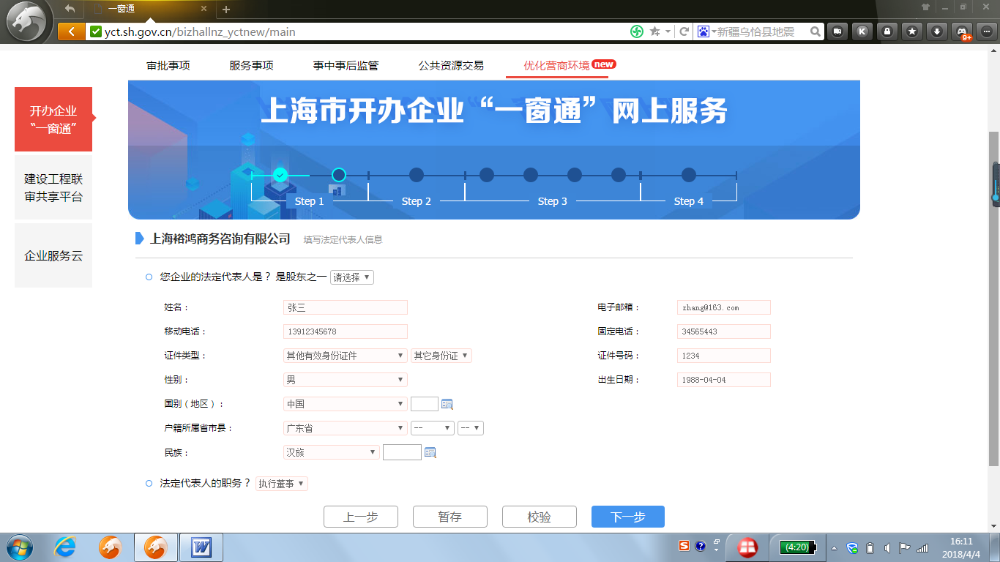 一窗通
yct.sh.gov.cn/bizhallnz_yctnew/main
新疆乌恰县地震
K
9+
审批事项 服务事项 事中事后监管 公共资源交易 优化营商环境 new
开办企业
“一窗通”
建设工程联
审共享平台
企业服务云
上海市开办企业“一窗通”网上服务
Step 1 Step 2 Step 3 Step 4
上海裕鸿商务咨询有限公司 填写法定代表人信息
您企业的法定代表人是？ 是股东之一 请选择
姓名： 张三 电子邮箱： zhang@163.com
移动电话： 13912345678 固定电话： 34565443
证件类型： 其他有效身份证件 其它身份证 证件号码： 1234
性别： 男 出生日期： 1988-04-04
国别（地区）： 中国
户籍所属省市县： 广东省 -- --
民族： 汉族
法定代表人的职务？ 执行董事
上一步 暂存 校验 下一步
W S ? (4:20) 16:11
2018/4/4